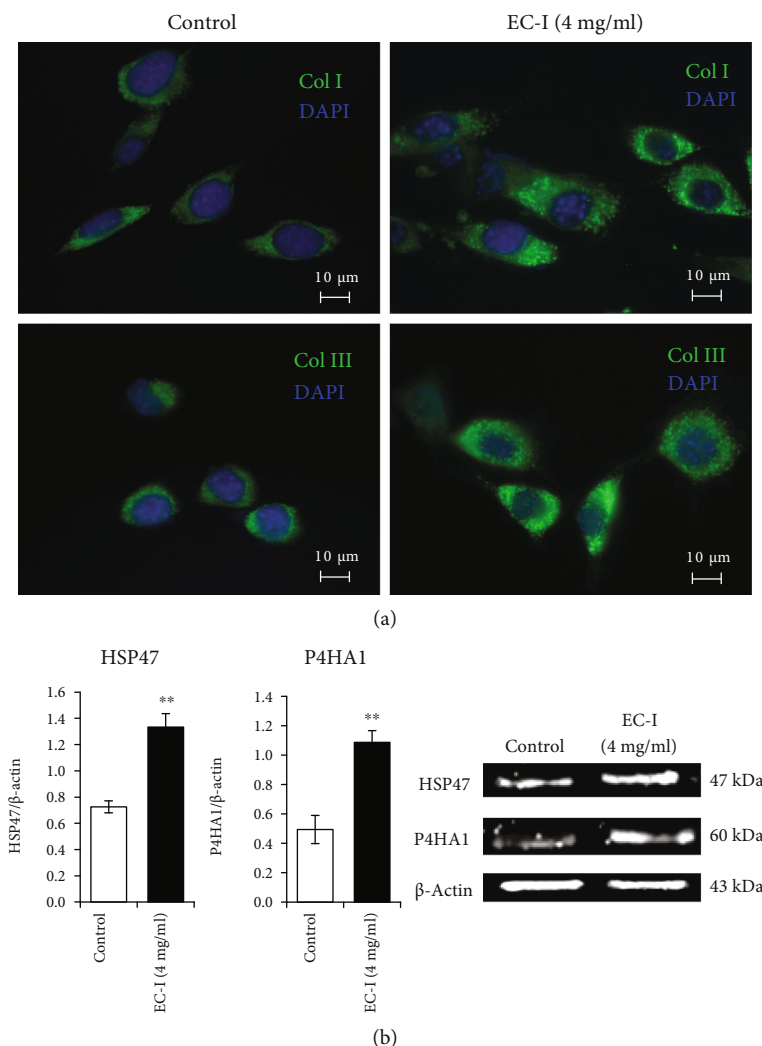 Control
EC-I (4 mg/ml)
Col I
DAPI
10 µm
Col I
DAPI
10 µm
Col III
DAPI
10 µm
Col III
DAPI
10 µm
(a)
HSP47
HSP47/β-actin
1.6
1.4
1.2
1.0
0.8
0.6
0.4
0.2
0.0
**
Control
EC-I (4 mg/ml)
P4HA1
P4HA1/β-actin
1.4
1.2
1.0
0.8
0.6
0.4
0.2
0.0
**
Control
EC-I (4 mg/ml)
Control
EC-I
(4 mg/ml)
HSP47
47 kDa
P4HA1
60 kDa
β-Actin
43 kDa
(b)